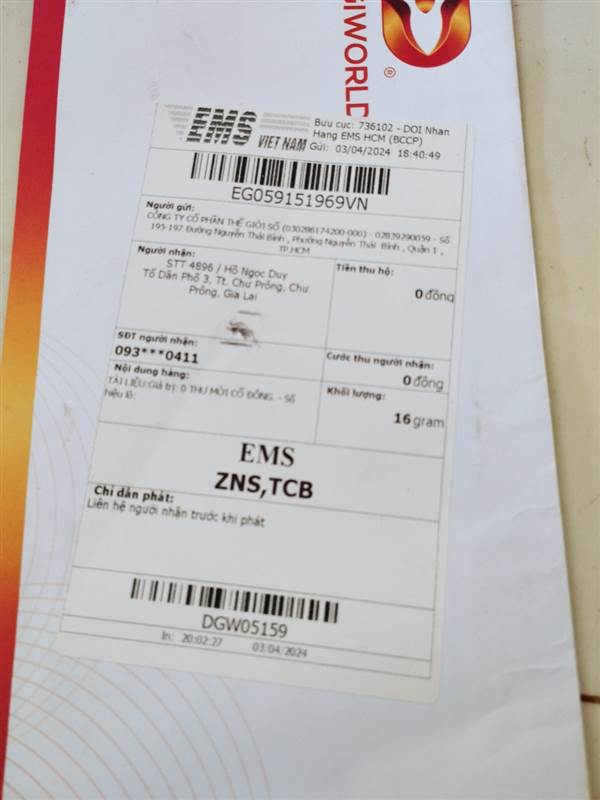 IGIWORLD
®
EMS
VIET NAM
Bưu cục: 736102 - DOI Nhan
Hang EMS HCM (BCCP)
Gửi: 03/04/2024 18:40:49
EG059151969VN
Người gửi:
CÔNG TY CỔ PHẦN THẾ GIỚI SỐ (030286174200-000) - 02839290059 - Số
195-197 Đường Nguyễn Thái Bình , Phường Nguyễn Thái Bình , Quận 1 ,
TP.HCM
Người nhận:
STT 4896 / Hồ Ngọc Duy
Tổ Dân Phố 3, Tt. Chư Prông, Chư
Prông, Gia Lai
Tiền thu hộ:
0 đồng
SĐT người nhận:
093***0411
Cước thu người nhận:
0 đồng
Nội dung hàng:
TÀI LIỆU:Giá trị: 0 THƯ MỜI CỔ ĐÔNG. - Số
hiệu lô:
Khối lượng:
16 gram
EMS
ZNS,TCB
Chỉ dẫn phát:
Liên hệ người nhận trước khi phát
DGW05159
In: 20:02:27 03/04/2024